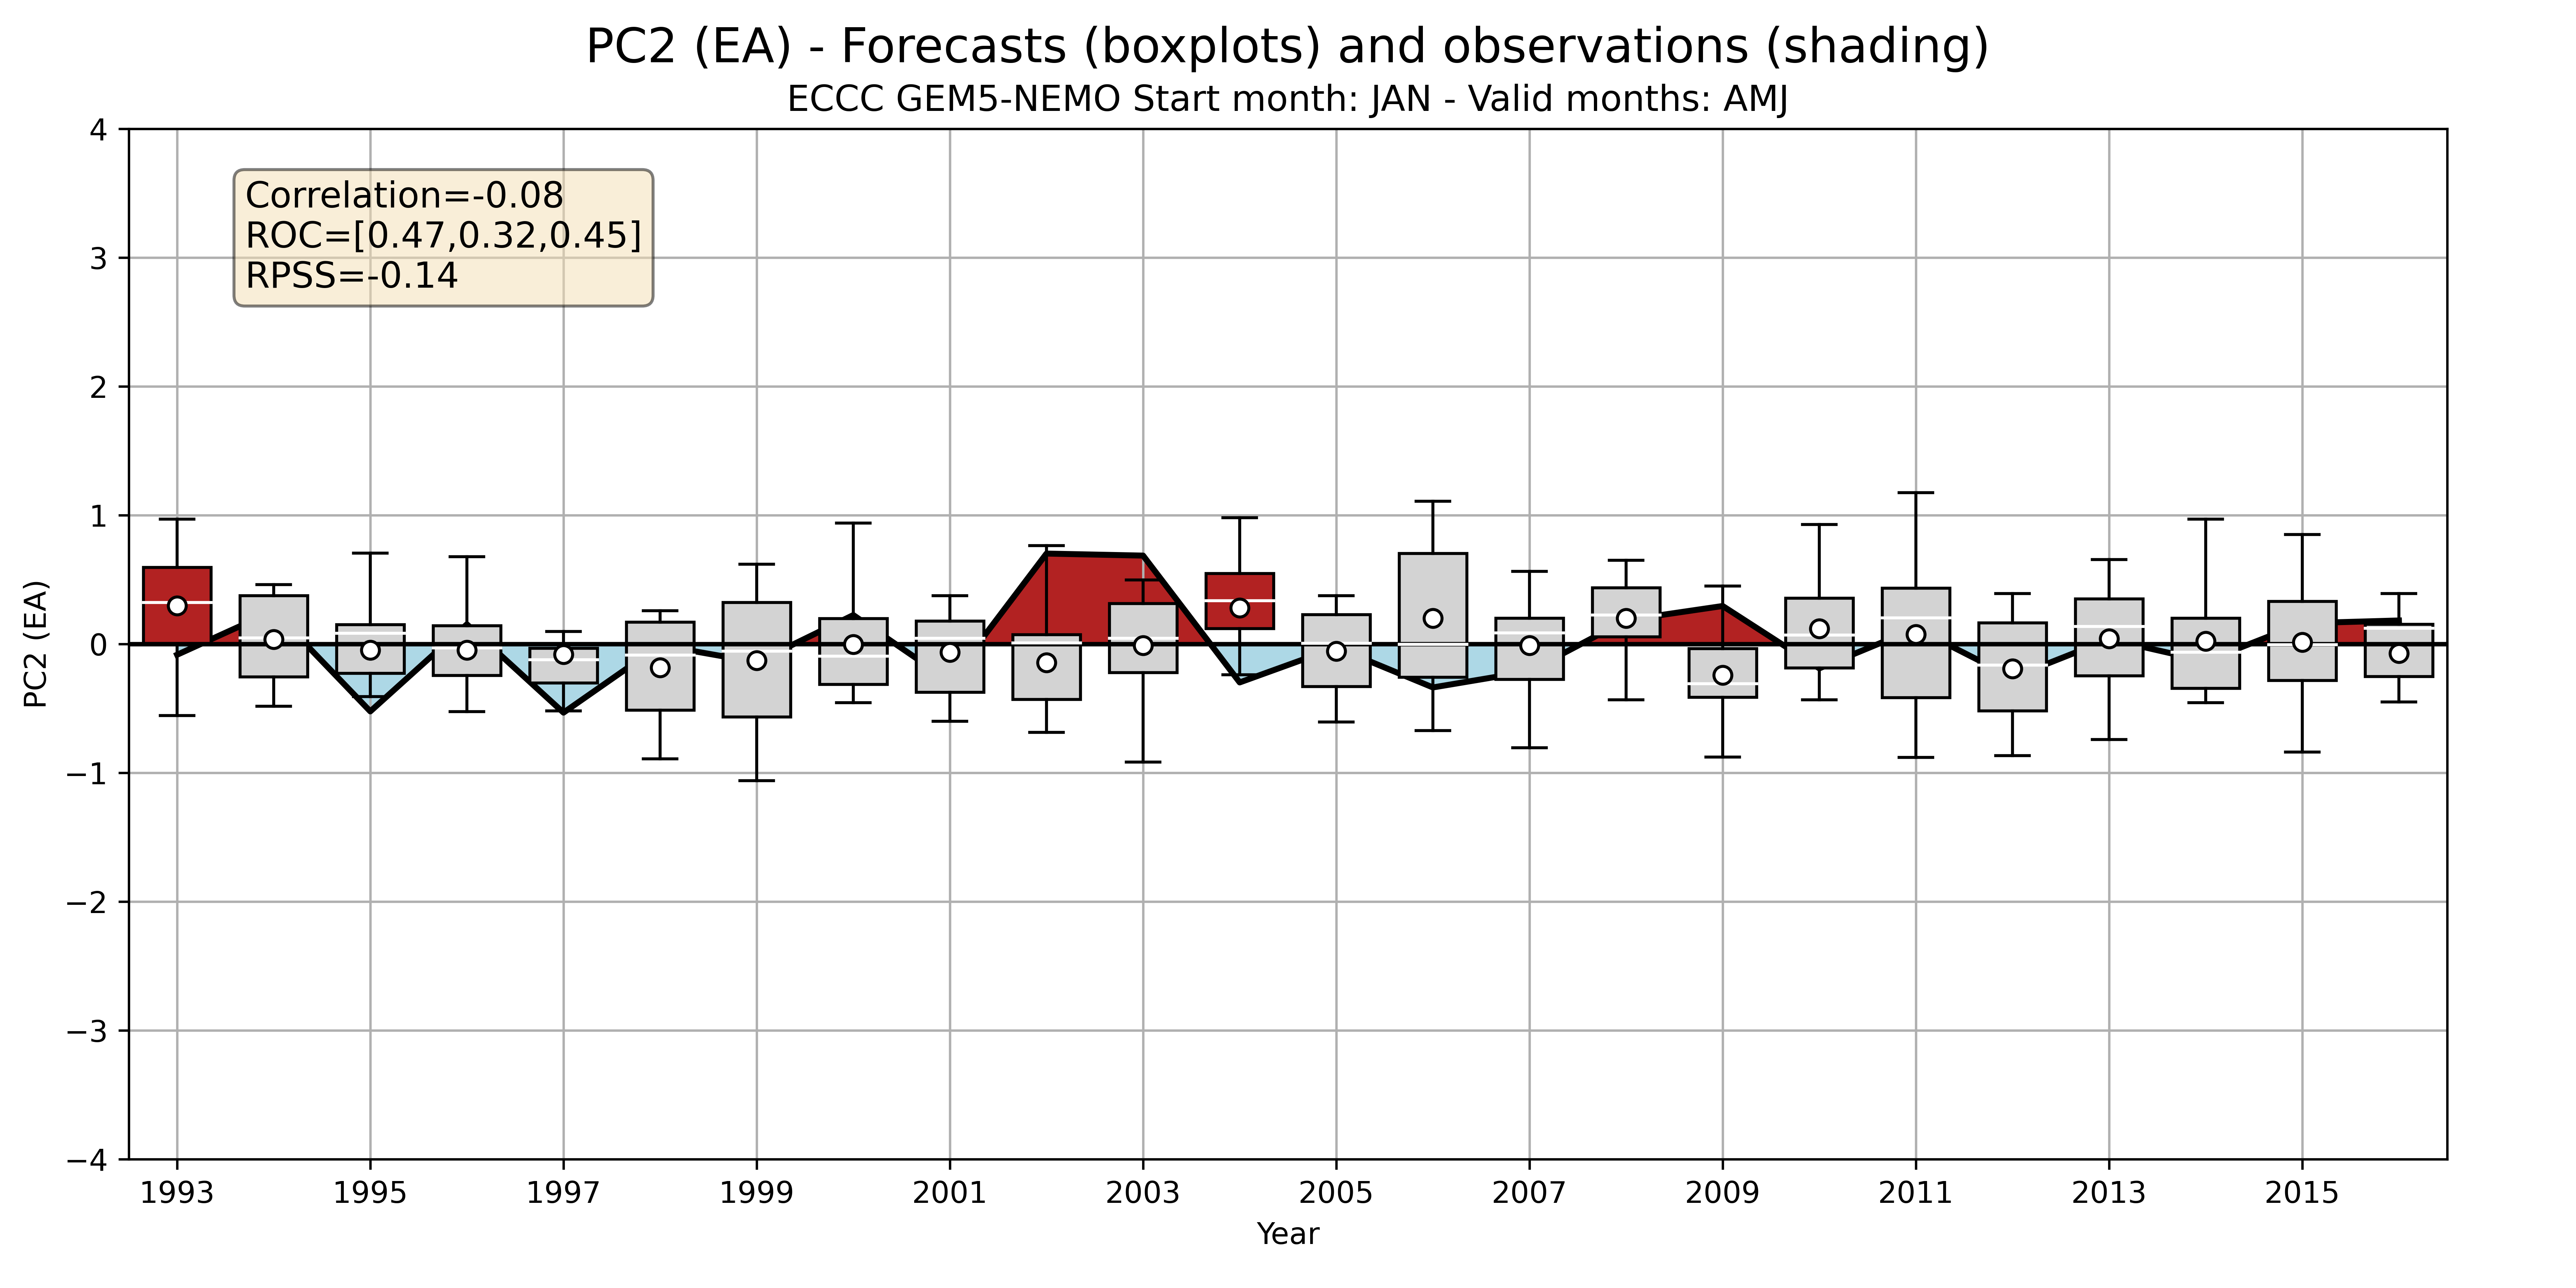 PC2 (EA) - Forecasts (boxplots) and observations (shading)
ECCC GEM5-NEMO Start month: JAN - Valid months: AMJ
Correlation=-0.08
ROC=[0.47,0.32,0.45]
RPSS=-0.14
PC2 (EA)
4
3
2
1
0
−1
−2
−3
−4
1993 1995 1997 1999 2001 2003 2005 2007 2009 2011 2013 2015
Year